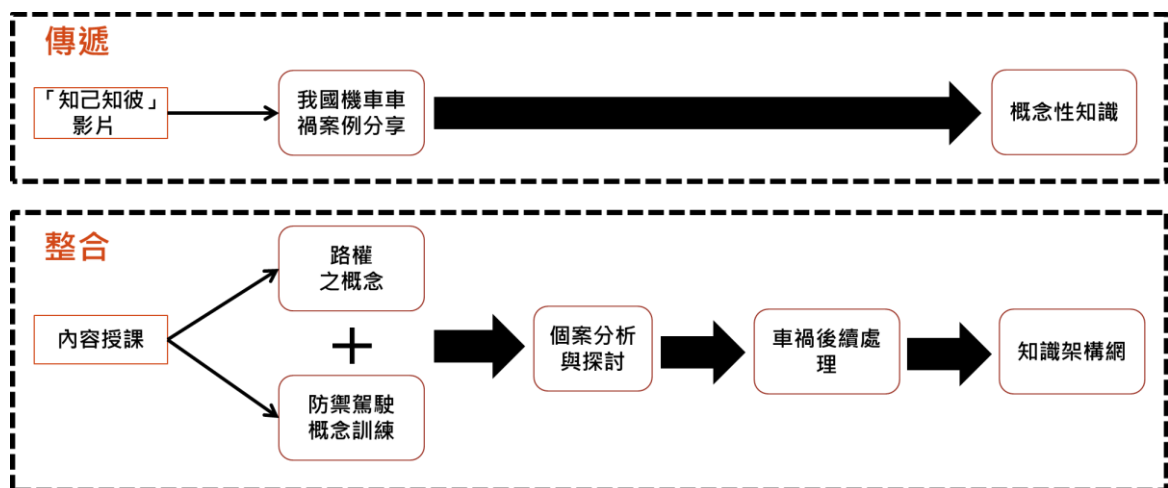 傳遞
「知己知彼」
影片
我國機車車
禍案例分享
概念性知識
整合
內容授課
路權
之概念
+
防禦駕駛
概念訓練
個案分析
與探討
車禍後續處
理
知識架構網